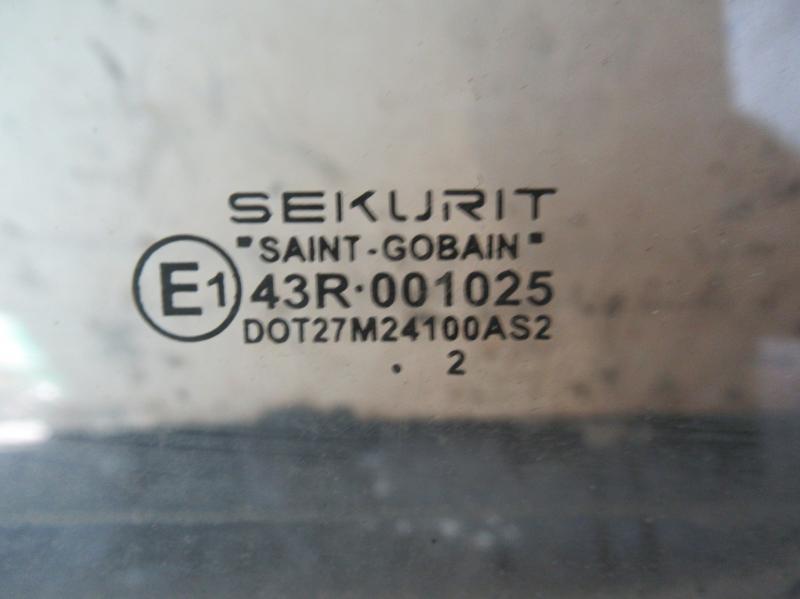 SEKURIT
"SAINT-GOBAIN"
E1 43R·001025
DOT27M24100AS2
. 2